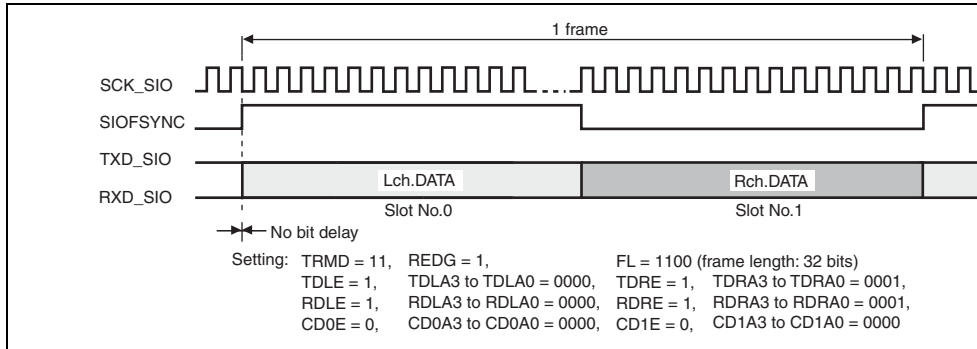 1 frame
SCK_SIO
SIOFSYNC
TXD_SIO
RXD_SIO
Lch.DATA
Rch.DATA
Slot No.0
Slot No.1
No bit delay
Setting: TRMD = 11, REDG = 1, FL = 1100 (frame length: 32 bits)
TDLE = 1, TDLA3 to TDLA0 = 0000, TDRE = 1, TDRA3 to TDRA0 = 0001,
RDLE = 1, RDLA3 to RDLA0 = 0000, RDRE = 1, RDRA3 to RDRA0 = 0001,
CD0E = 0, CD0A3 to CD0A0 = 0000, CD1E = 0, CD1A3 to CD1A0 = 0000